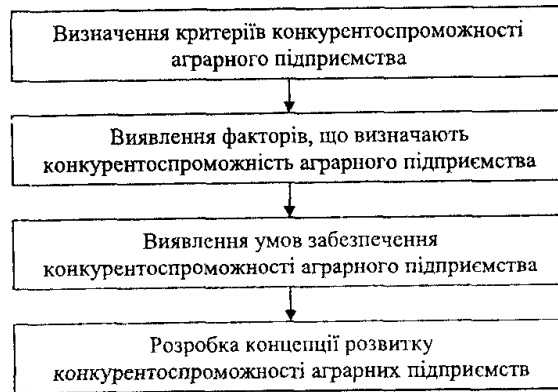 Визначення критеріїв конкурентоспроможності
аграрного підприємства
Виявлення факторів, що визначають
конкурентоспроможність аграрного підприємства
Виявлення умов забезпечення
конкурентоспроможності аграрного підприємства
Розробка концепції розвитку
конкурентоспроможності аграрних підприємств